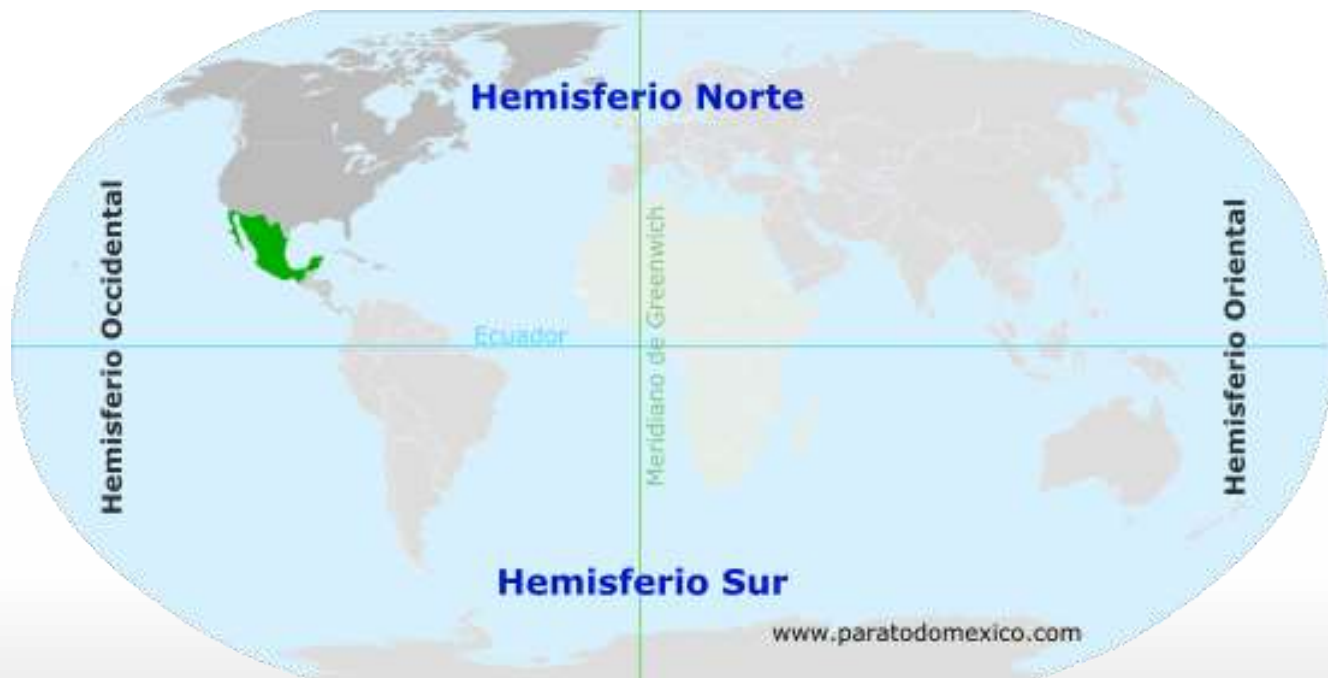 Hemisferio Norte
Hemisferio Occidental
Meridiano de Greenwich
Hemisferio Oriental
Ecuador
Hemisferio Sur
www.paratodomexico.com